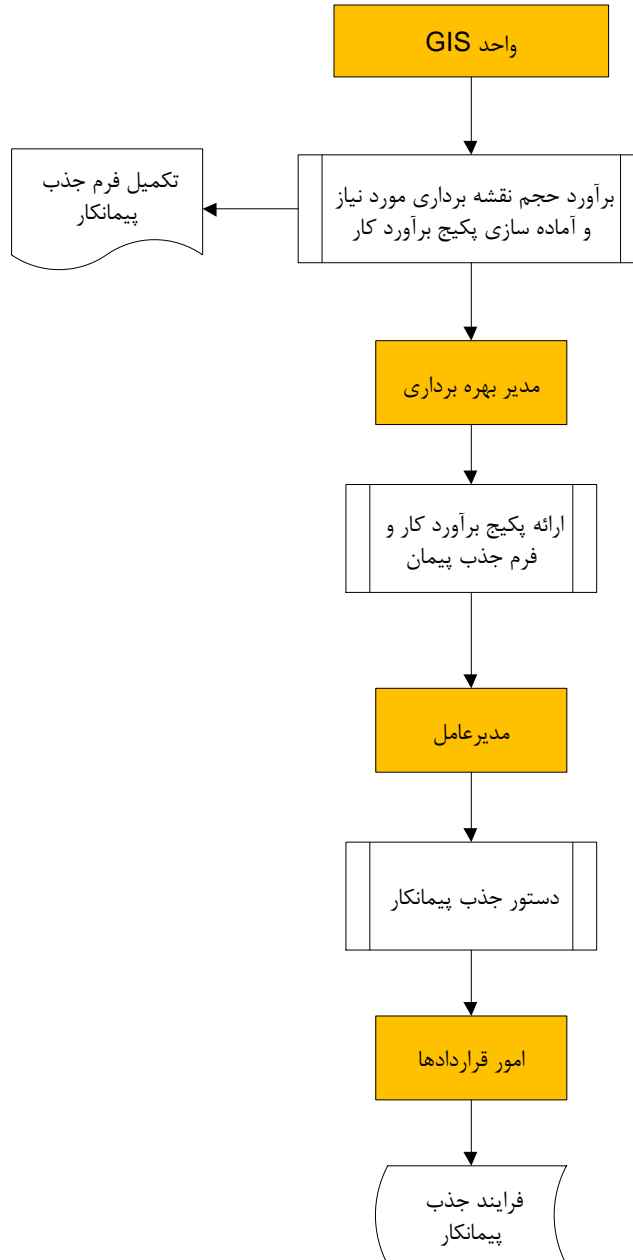 واحد GIS
برآورد حجم نقشه برداری مورد نیاز
و آماده سازی پکیج برآورد کار
تکمیل فرم جذب
پیمانکار
مدیر بهره برداری
ارائه پکیج برآورد کار و
فرم جذب پیمان
مدیرعامل
دستور جذب پیمانکار
امور قراردادها
فرایند جذب
پیمانکار